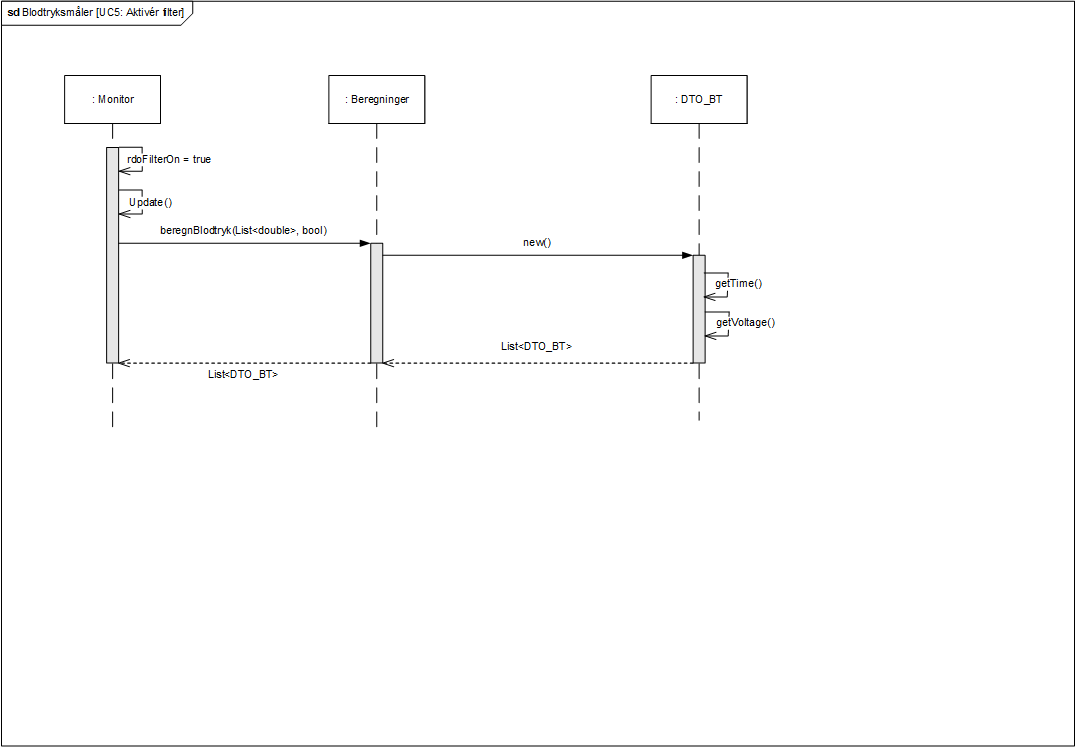 sd Blodtryksmåler [UC5: Aktivér filter]
: Monitor
: Beregninger
: DTO_BT
rdoFilterOn = true
Update()
beregnBlodtryk(List<double>, bool)
new()
getTime()
getVoltage()
List<DTO_BT>
List<DTO_BT>